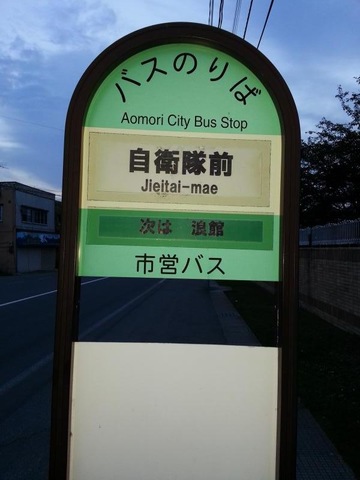 バスのりば
Aomori City Bus Stop
自衛隊前
Jieitai-mae
次は 浪館
市営バス